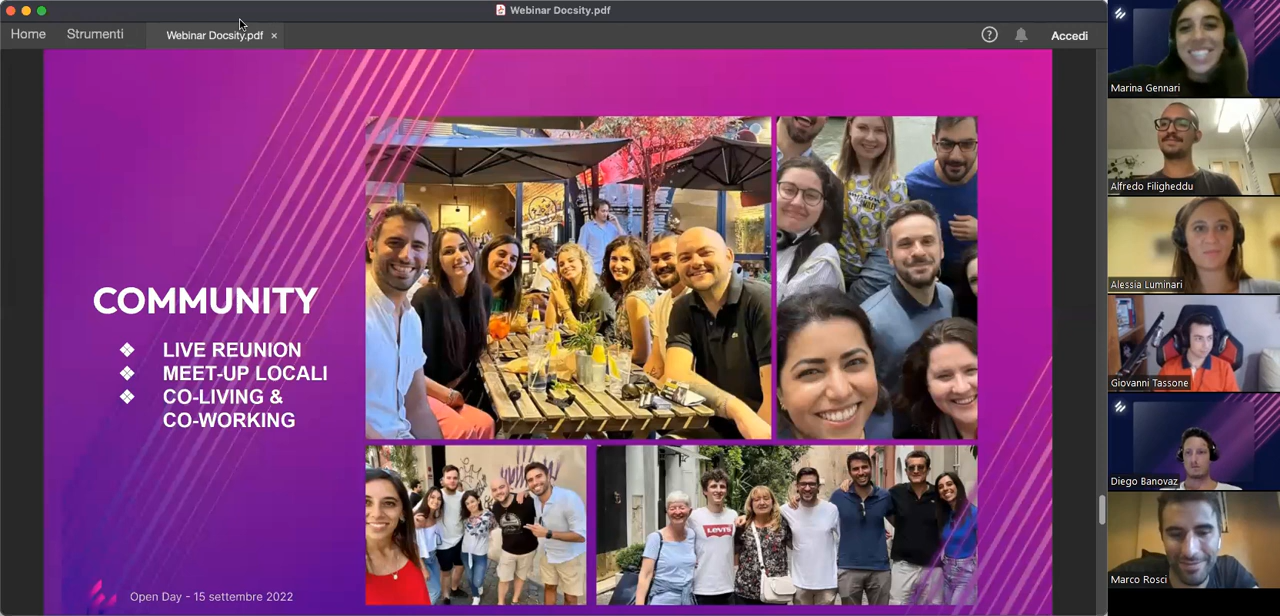 Webinar Docsity.pdf
Home
Strumenti
Webinar Docsity.pdf ×
?
Accedi
COMMUNITY
❖ LIVE REUNION
❖ MEET-UP LOCALI
❖ CO-LIVING &
CO-WORKING
LEVI'S
Open Day - 15 settembre 2022
Marina Gennari
Alfredo Filigheddu
Alessia Luminari
Giovanni Tassone
Diego Banovaz
Marco Rosci